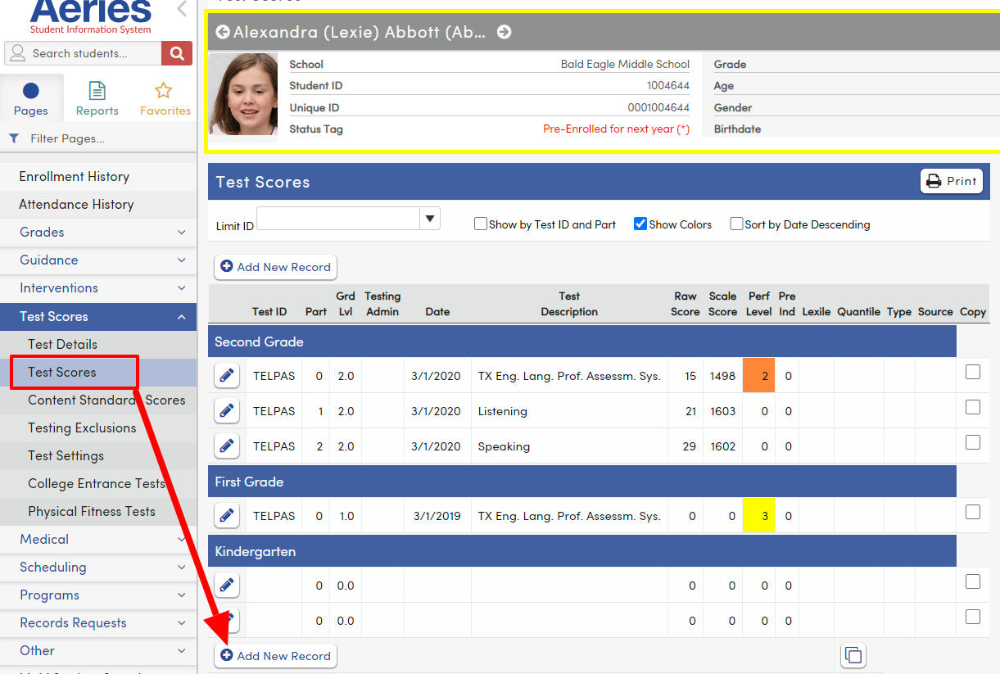 Test Scores
Aeries
Student Information System
Search students...
Pages
Reports
Favorites
Filter Pages...
Enrollment History
Attendance History
Grades
Guidance
Interventions
Test Scores
Test Details
Test Scores
Content Standard Scores
Testing Exclusions
Test Settings
College Entrance Tests
Physical Fitness Tests
Medical
Scheduling
Programs
Records Requests
Other
Alexandra (Lexie) Abbott (Ab...
School Bald Eagle Middle School
Student ID 1004644
Unique ID 0001004644
Status Tag Pre-Enrolled for next year (*)
Grade
Age
Gender
Birthdate
Test Scores
Print
Limit ID Show by Test ID and Part Show Colors Sort by Date Descending
Add New Record
Test ID Part Grd Lvl Testing Admin Date Test Description Raw Score Scale Score Perf Level Pre Ind Lexile Quantile Type Source Copy
Second Grade
TELPAS 0 2.0 3/1/2020 TX Eng. Lang. Prof. Assessm. Sys. 15 1498 2 0
TELPAS 1 2.0 3/1/2020 Listening 21 1603 0 0
TELPAS 2 2.0 3/1/2020 Speaking 29 1602 0 0
First Grade
TELPAS 0 1.0 3/1/2019 TX Eng. Lang. Prof. Assessm. Sys. 0 0 3 0
Kindergarten
0 0.0 0 0 0 0
0 0.0 0 0 0 0
Add New Record